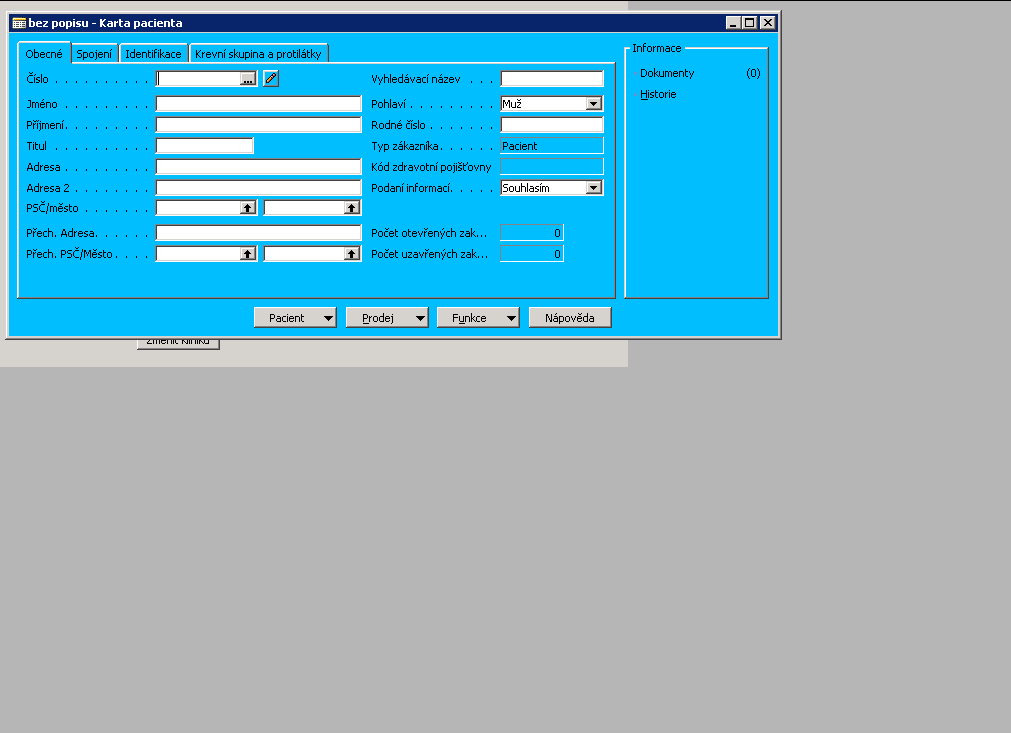 bez popisu - Karta pacienta
Obecné Spojení Identifikace Krevní skupina a protilátky
Číslo . . . . . . . . . . ...
Jméno . . . . . . . . .
Příjmení. . . . . . . . .
Titul . . . . . . . . . .
Adresa . . . . . . . . .
Adresa 2 . . . . . . . .
PSČ/město . . . . . . .
Přech. Adresa. . . . . .
Přech. PSČ/Město . . . .
Vyhledávací název . . .
Pohlaví . . . . . . . . . Muž
Rodné číslo . . . . . . .
Typ zákazníka. . . . . . Pacient
Kód zdravotní pojišťovny
Podaní informací. . . . . Souhlasím
Počet otevřených zak... 0
Počet uzavřených zak... 0
Informace
Dokumenty (0)
Historie
Pacient Prodej Funkce Nápověda
Změnit kliniku